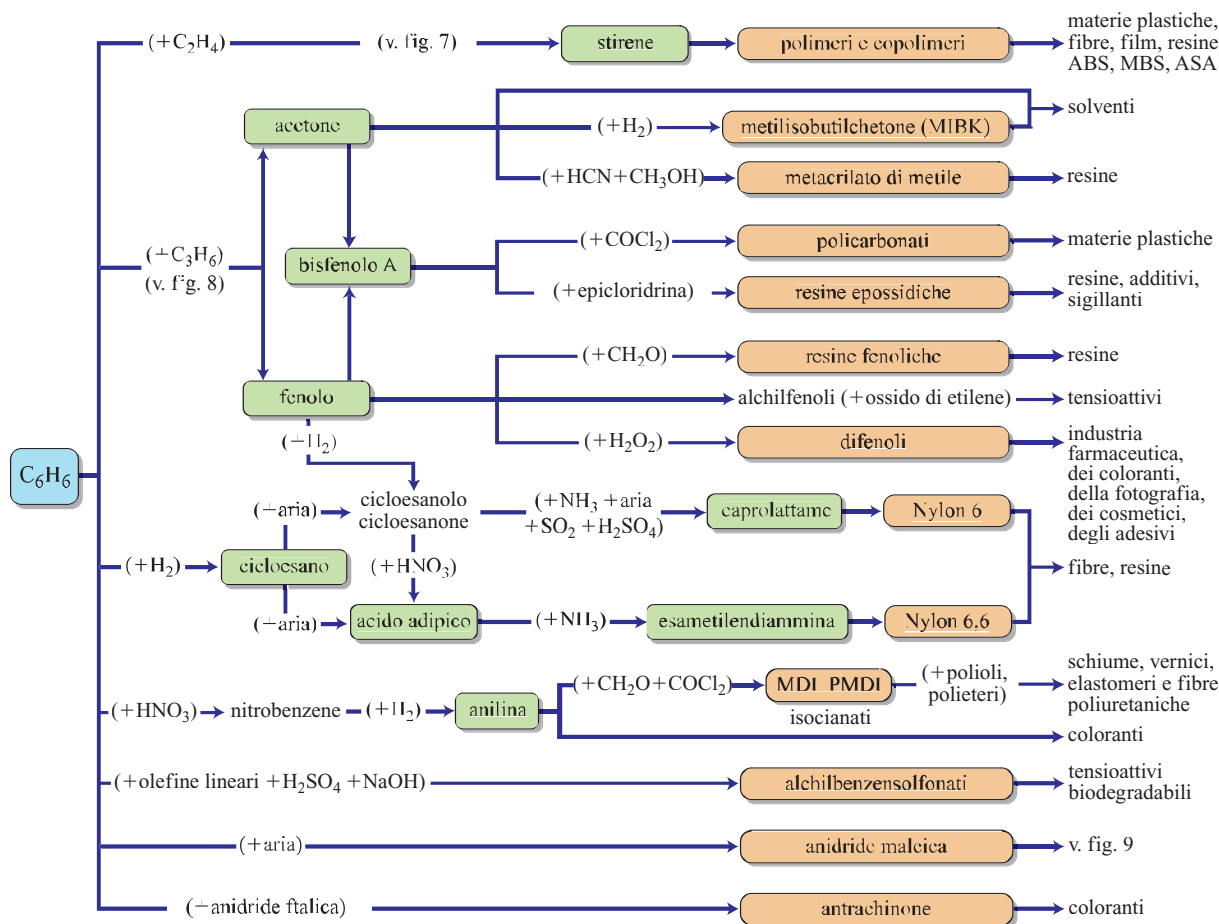 (+C₂H₄)
(v. fig. 7)
stirene
polimeri e copolimeri
materie plastiche,
fibre, film, resine
ABS, MBS, ASA
acetone
solventi
(+H₂)
metilisobutilchetone (MIBK)
(+HCN+CH₃OH)
metacrilato di metile
resine
(+C₃H₆)
(v. fig. 8)
bisfenolo A
(+COCl₂)
policarbonati
materie plastiche
(+epicloridrina)
resine epossidiche
resine, additivi,
sigillanti
(+CH₂O)
resine fenoliche
resine
fenolo
alchilfenoli (+ossido di etilene)
tensioattivi
(+H₂)
(+H₂O₂)
difenoli
industria
farmaceutica,
dei coloranti,
della fotografia,
dei cosmetici,
degli adesivi
C₆H₆
(+aria)
cicloesanolo
cicloesanone
(+NH₃ +aria
+SO₂ +H₂SO₄)
caprolattame
Nylon 6
(+H₂)
cicloesano
(+HNO₃)
fibre, resine
(+aria)
acido adipico
(+NH₃)
esametilendiammina
Nylon 6,6
(+HNO₃)
nitrobenzene
(+H₂)
anilina
(+CH₂O+COCl₂)
MDI PMDI
isocianati
(+polioli,
polieteri)
schiume, vernici,
elastomeri e fibre
poliuretaniche
coloranti
(+olefine lineari +H₂SO₄ +NaOH)
alchilbenzensolfonati
tensioattivi
biodegradabili
(+aria)
anidride maleica
v. fig. 9
(+anidride ftalica)
antrachinone
coloranti